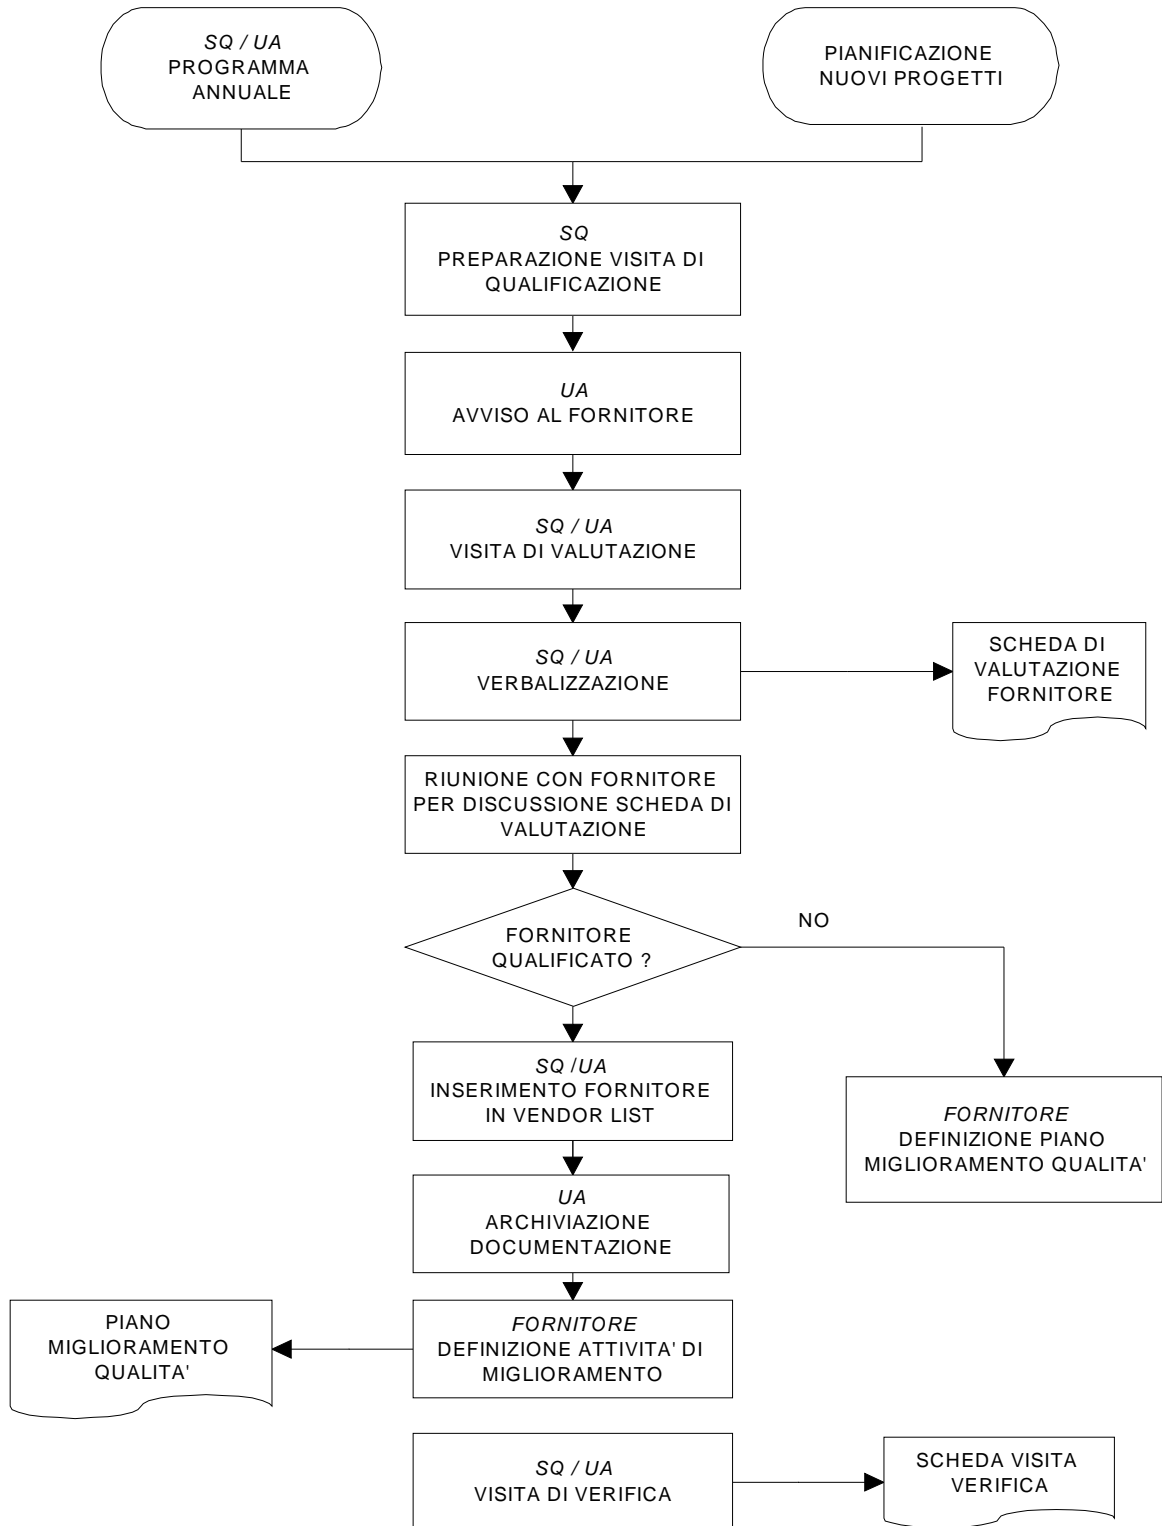 SQ / UA
PROGRAMMA
ANNUALE
PIANIFICAZIONE
NUOVI PROGETTI
SQ
PREPARAZIONE VISITA DI
QUALIFICAZIONE
UA
AVVISO AL FORNITORE
SQ / UA
VISITA DI VALUTAZIONE
SQ / UA
VERBALIZZAZIONE
SCHEDA DI
VALUTAZIONE
FORNITORE
RIUNIONE CON FORNITORE
PER DISCUSSIONE SCHEDA DI
VALUTAZIONE
FORNITORE
QUALIFICATO ?
NO
SQ /UA
INSERIMENTO FORNITORE
IN VENDOR LIST
FORNITORE
DEFINIZIONE PIANO
MIGLIORAMENTO QUALITA'
UA
ARCHIVIAZIONE
DOCUMENTAZIONE
PIANO
MIGLIORAMENTO
QUALITA'
FORNITORE
DEFINIZIONE ATTIVITA' DI
MIGLIORAMENTO
SQ / UA
VISITA DI VERIFICA
SCHEDA VISITA
VERIFICA